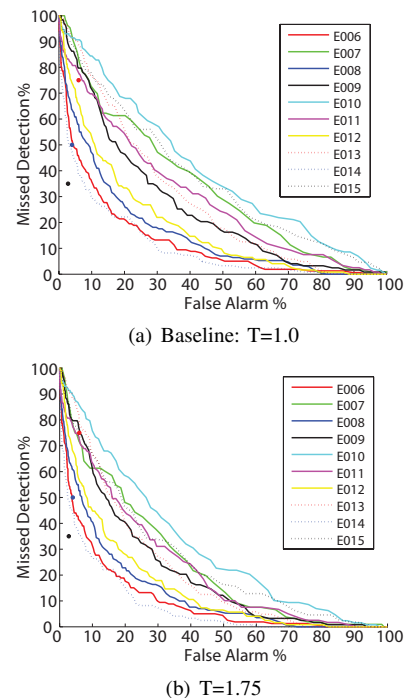 100
90
80
70
60
50
40
30
20
10
0
Missed Detection%
E006
E007
E008
E009
E010
E011
E012
E013
E014
E015
0 10 20 30 40 50 60 70 80 90 100
False Alarm %
(a) Baseline: T=1.0
100
90
80
70
60
50
40
30
20
10
0
Missed Detection%
E006
E007
E008
E009
E010
E011
E012
E013
E014
E015
0 10 20 30 40 50 60 70 80 90 100
False Alarm %
(b) T=1.75